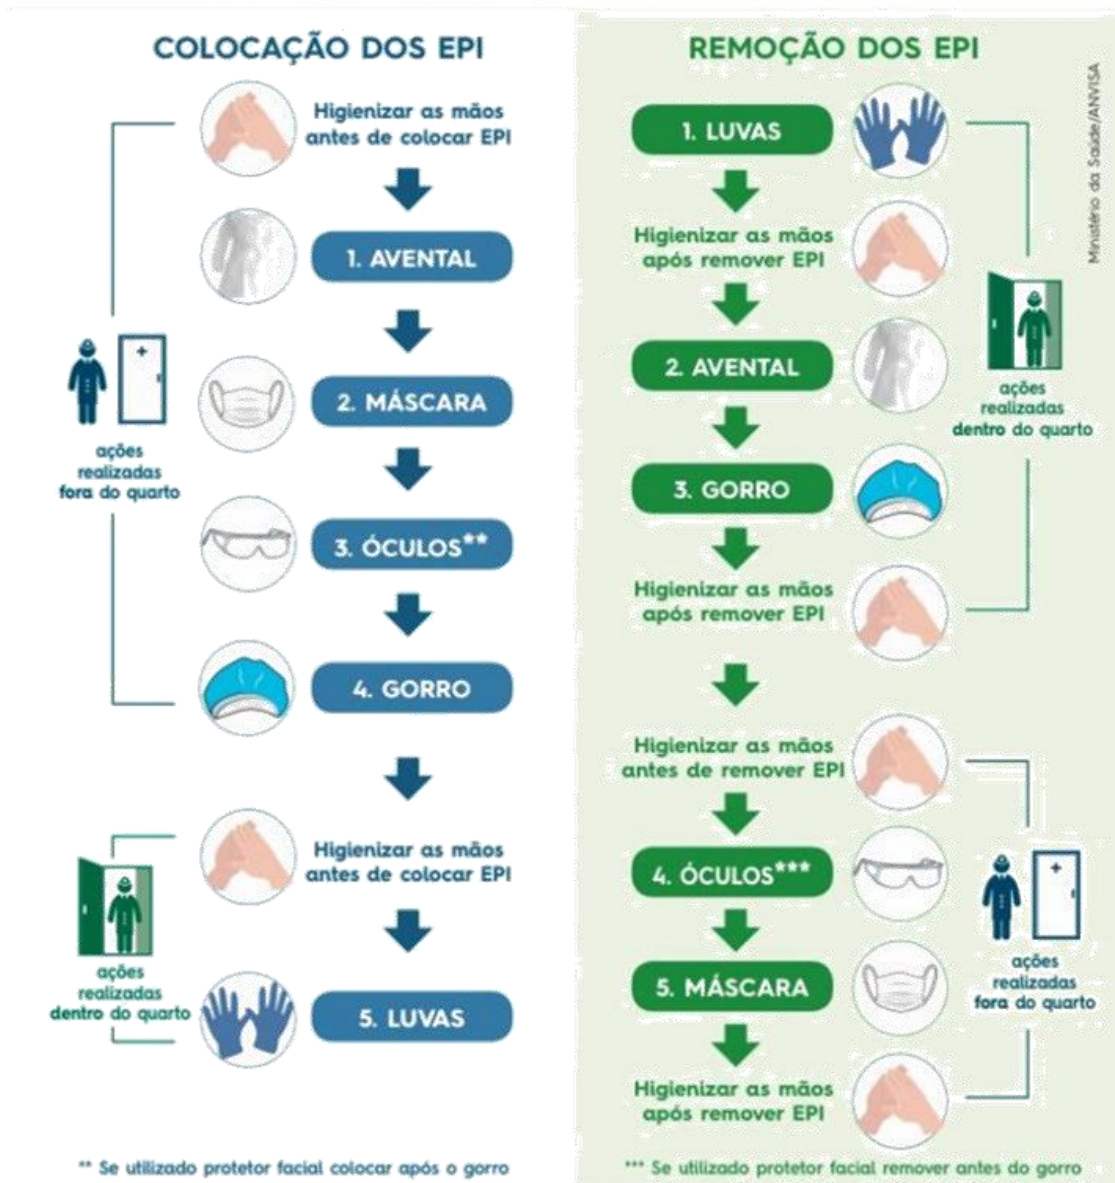 COLOCAÇÃO DOS EPI
Higienizar as mãos
antes de colocar EPI
1. AVENTAL
2. MÁSCARA
3. ÓCULOS**
4. GORRO
ações
realizadas
fora do quarto
Higienizar as mãos
antes de colocar EPI
5. LUVAS
ações
realizadas
dentro do quarto
** Se utilizado protetor facial colocar após o gorro
REMOÇÃO DOS EPI
1. LUVAS
Higienizar as mãos
após remover EPI
2. AVENTAL
3. GORRO
Higienizar as mãos
após remover EPI
ações
realizadas
dentro do quarto
Higienizar as mãos
antes de remover EPI
4. ÓCULOS***
5. MÁSCARA
Higienizar as mãos
após remover EPI
ações
realizadas
fora do quarto
*** Se utilizado protetor facial remover antes do gorro
Ministério da Saúde/ANVISA